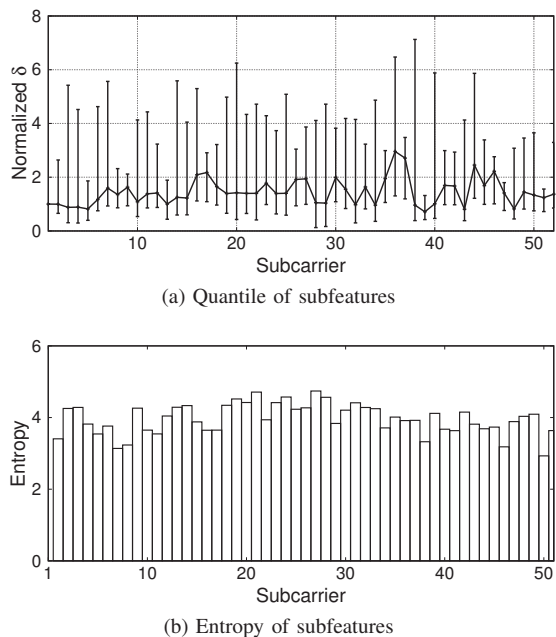 8
6
4
2
0
Normalized δ
10 20 30 40 50
Subcarrier
(a) Quantile of subfeatures
6
4
2
0
Entropy
1 10 20 30 40 50
Subcarrier
(b) Entropy of subfeatures